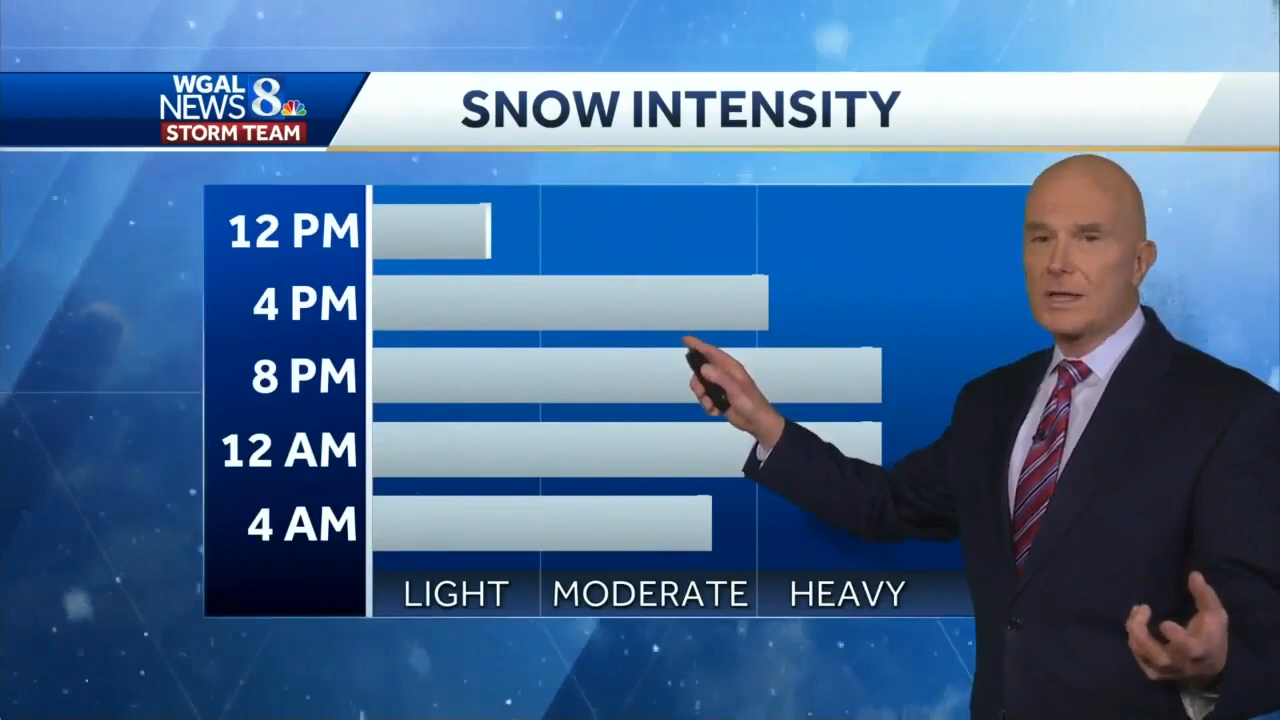 WGAL
NEWS 8
STORM TEAM
SNOW INTENSITY
12 PM
4 PM
8 PM
12 AM
4 AM
LIGHT MODERATE HEAVY